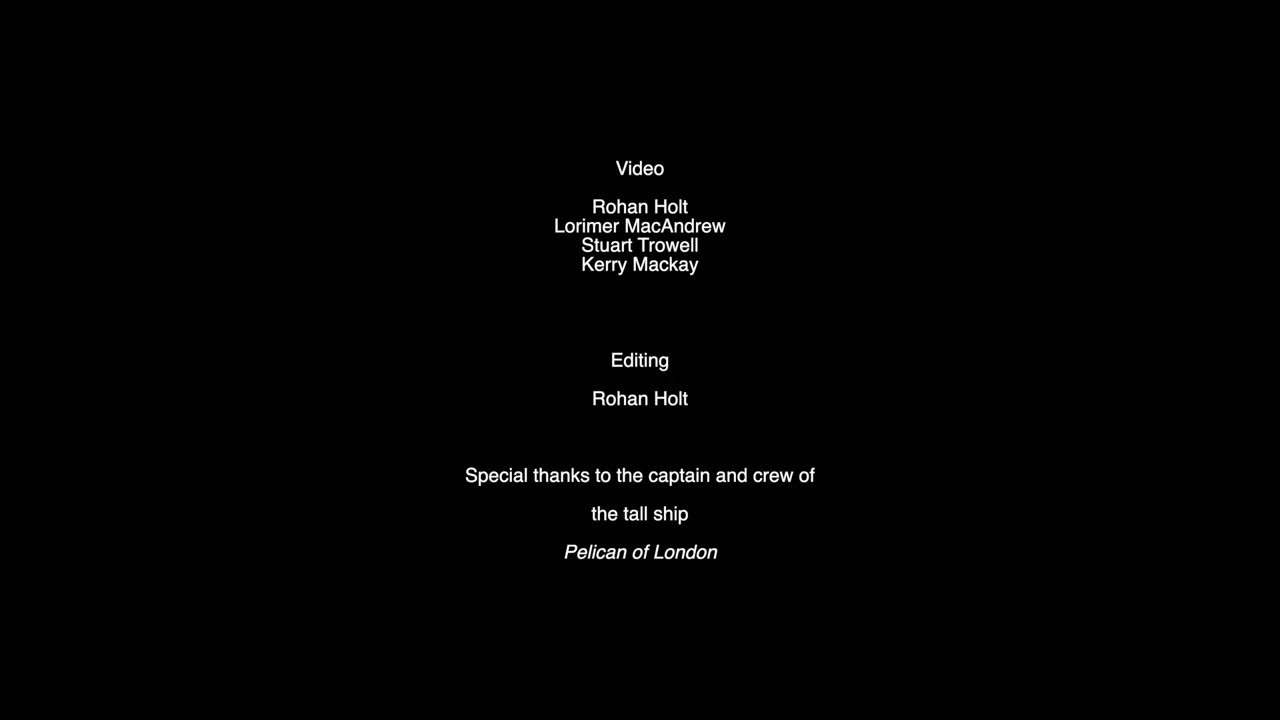 Video
Rohan Holt
Lorimer MacAndrew
Stuart Trowell
Kerry Mackay
Editing
Rohan Holt
Special thanks to the captain and crew of
the tall ship
Pelican of London